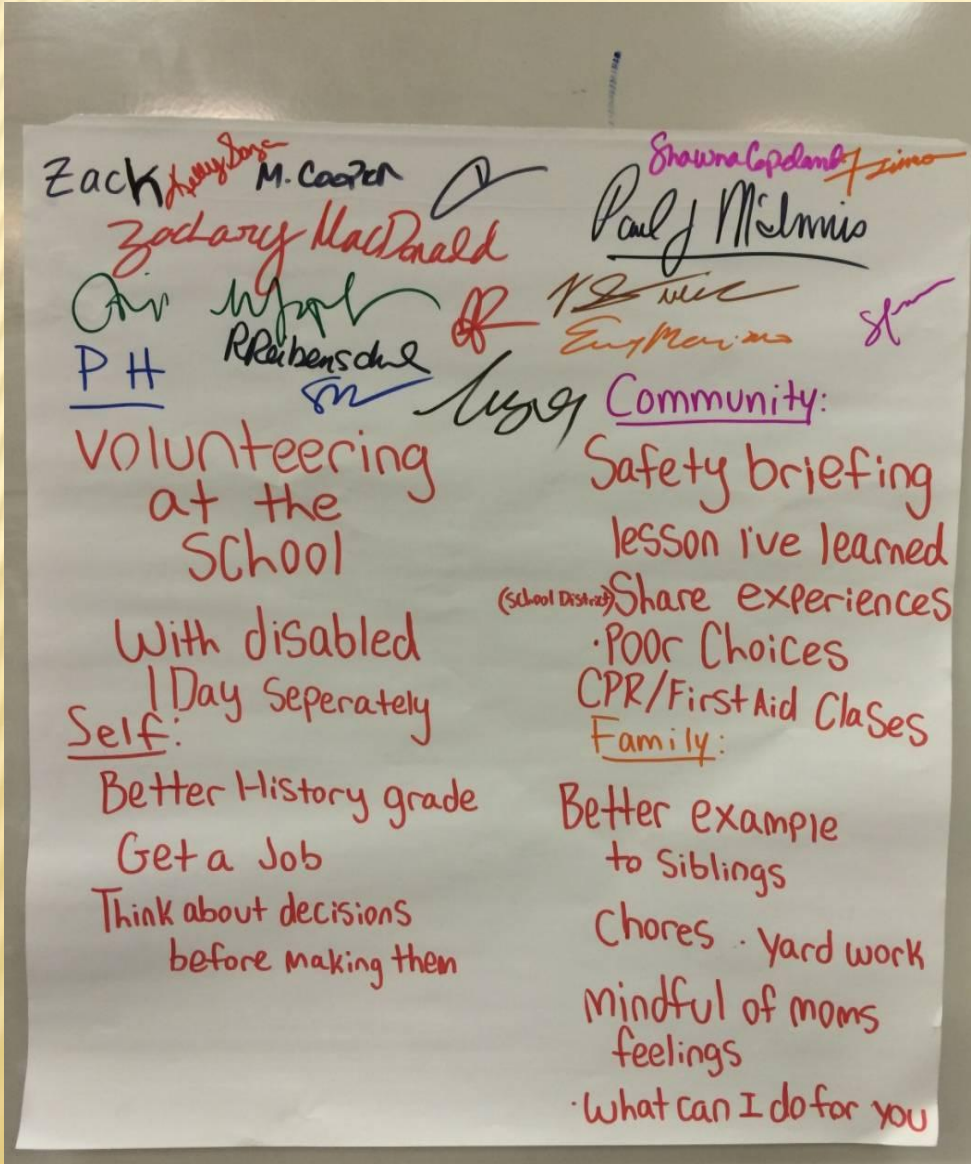 Zack M. Cooper Shawna Copeland
Zachary MacDonald Paul J McInnis
P H
Volunteering
at the
School
With disabled
1 Day Seperately
Self:
Better History grade
Get a Job
Think about decisions
before making them
Community:
Safety briefing
lesson i've learned
(School District) Share experiences
· Poor Choices
CPR/First Aid Clases
Family:
Better example
to Siblings
Chores · Yard work
Mindful of moms
feelings
· What can I do for you